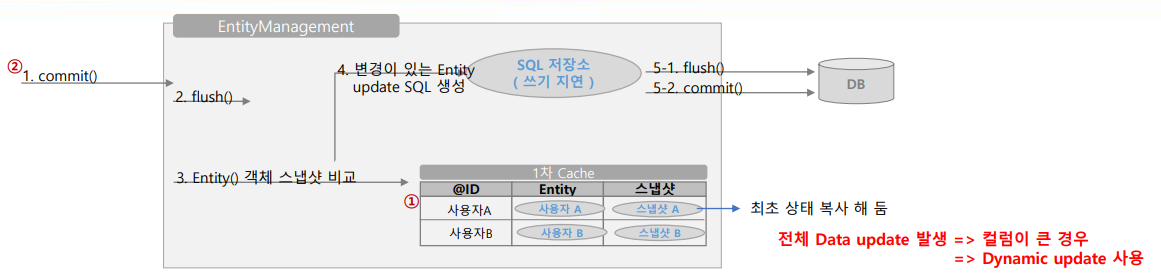 EntityManagement
②
1. commit()
2. flush()
4. 변경이 있는 Entity
update SQL 생성
SQL 저장소
( 쓰기 지연 )
5-1. flush()
5-2. commit()
DB
3. Entity() 객체 스냅샷 비교
1차 Cache
①
@ID Entity 스냅샷
사용자A 사용자 A 스냅샷 A
사용자B 사용자 B 스냅샷 B
최초 상태 복사 해 둠
전체 Data update 발생 => 컬럼이 큰 경우
=> Dynamic update 사용